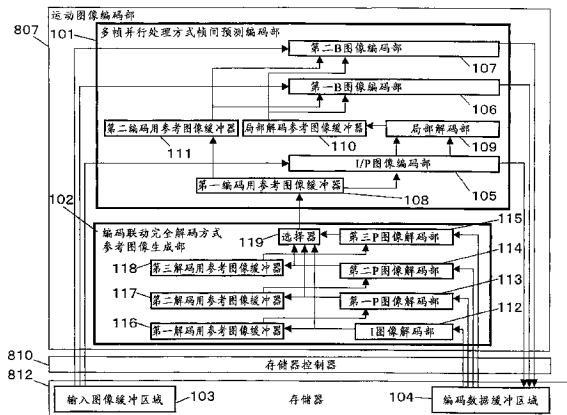 运动图像编码部
807
101
多帧并行处理方式帧间预测编码部
第二B图像编码部
107
第一B图像编码部
106
第二编码用参考图像缓冲器
局部解码参考图像缓冲器
局部解码部
111
110
109
I/P图像编码部
105
第一编码用参考图像缓冲器
108
102
编码联动完全解码方式
参考图像生成部
选择器
119
第三P图像解码部
115
114
118
第三解码用参考图像缓冲器
第二P图像解码部
113
117
第二解码用参考图像缓冲器
第一P图像解码部
112
116
第一解码用参考图像缓冲器
I图像解码部
810
存储器控制器
812
输入图像缓冲区域
103
存储器
104
编码数据缓冲区域